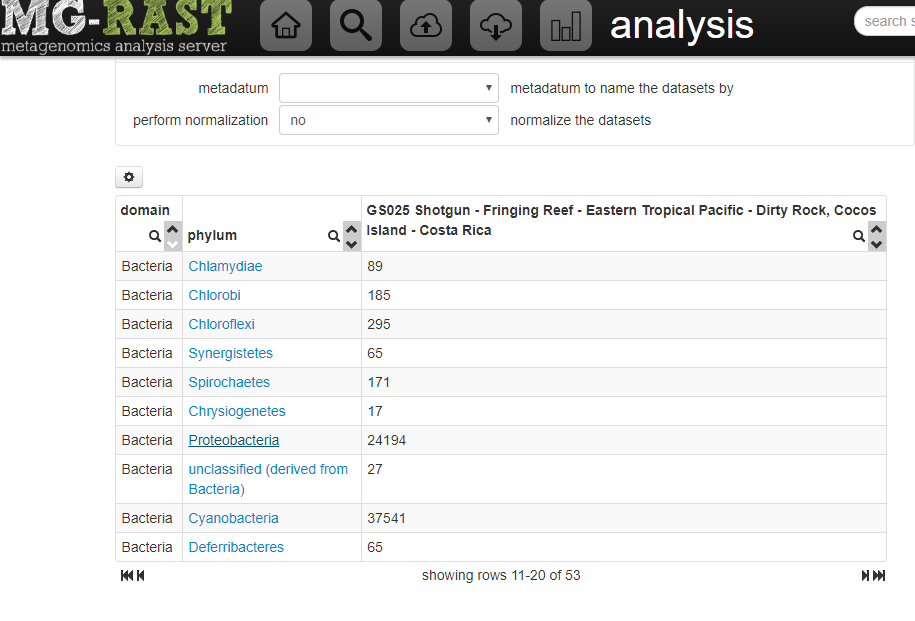 MG-RAST
metagenomics analysis server
analysis
search s
metadatum
metadatum to name the datasets by
perform normalization no normalize the datasets
domain
phylum
GS025 Shotgun - Fringing Reef - Eastern Tropical Pacific - Dirty Rock, Cocos
Island - Costa Rica
Bacteria Chlamydiae 89
Bacteria Chlorobi 185
Bacteria Chloroflexi 295
Bacteria Synergistetes 65
Bacteria Spirochaetes 171
Bacteria Chrysiogenetes 17
Bacteria Proteobacteria 24194
Bacteria unclassified (derived from 27
Bacteria)
Bacteria Cyanobacteria 37541
Bacteria Deferribacteres 65
showing rows 11-20 of 53